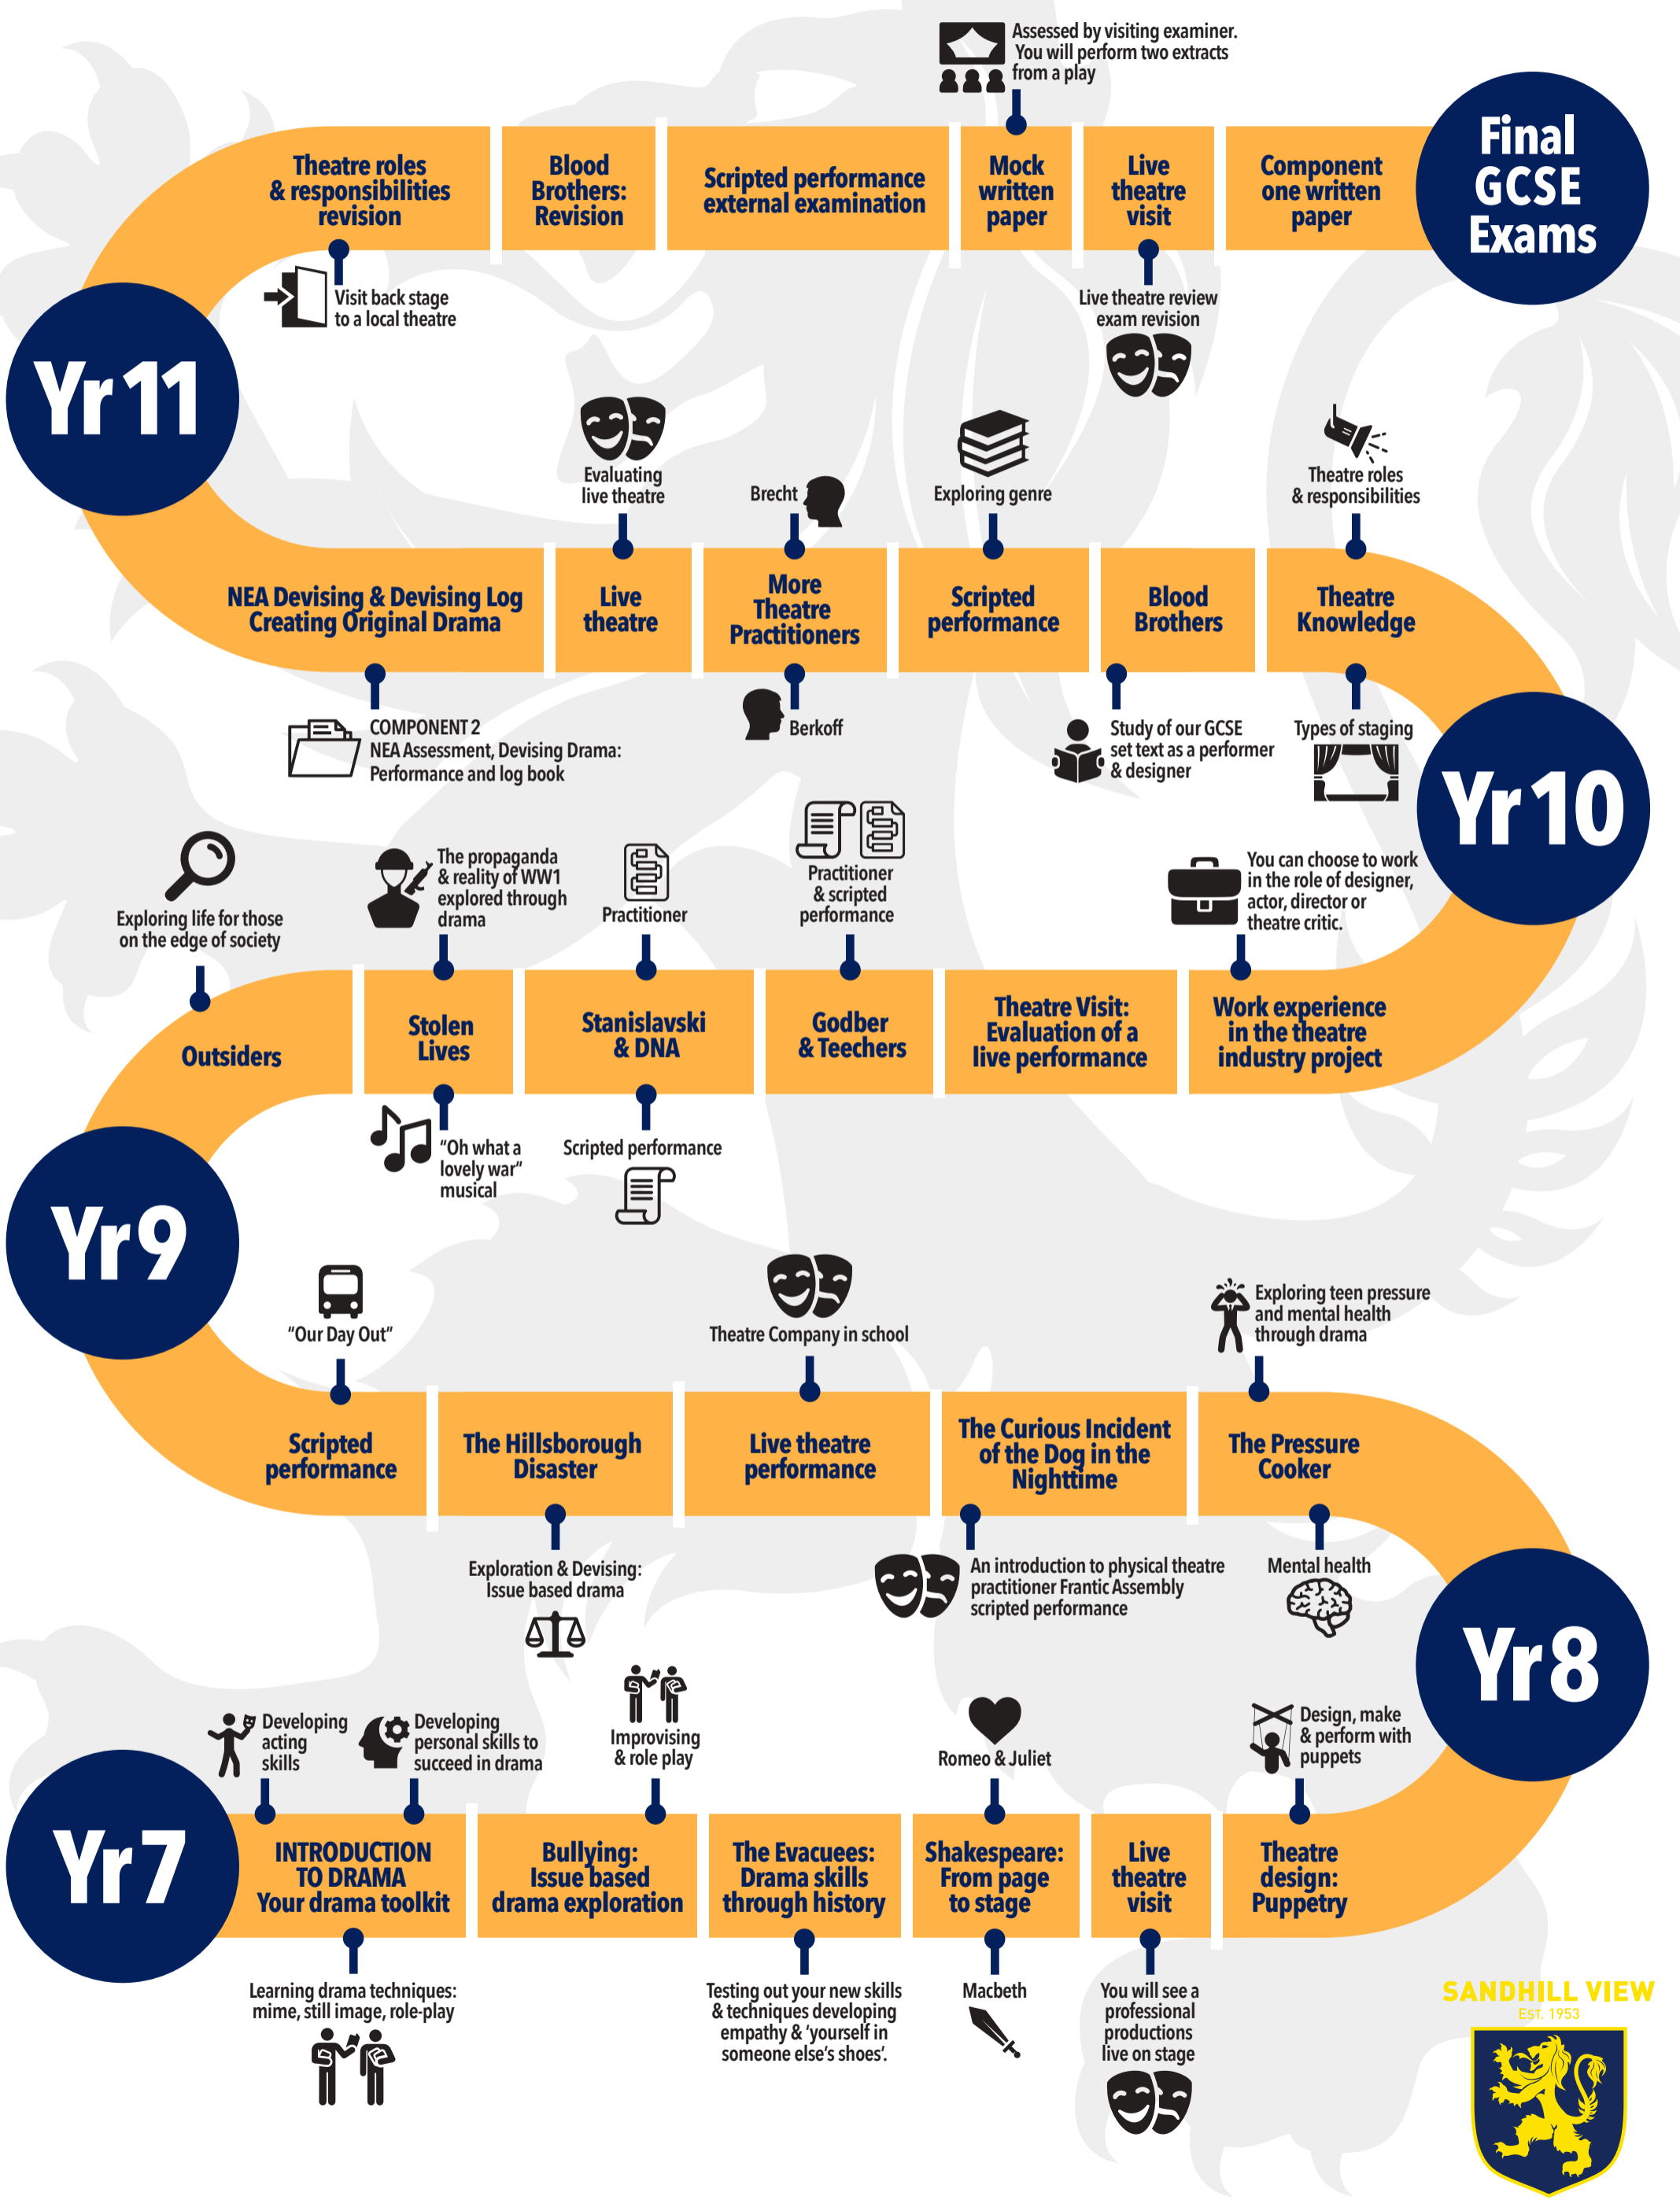 Assessed by visiting examiner.
You will perform two extracts
from a play
Final
GCSE
Exams
Theatre roles
& responsibilities
revision
Blood
Brothers:
Revision
Scripted performance
external examination
Mock
written
paper
Live
theatre
visit
Component
one written
paper
Visit back stage
to a local theatre
Live theatre review
exam revision
Yr 11
Evaluating
live theatre
Brecht
Exploring genre
Theatre roles
& responsibilities
NEA Devising & Devising Log
Creating Original Drama
Live
theatre
More
Theatre
Practitioners
Scripted
performance
Blood
Brothers
Theatre
Knowledge
COMPONENT 2
NEA Assessment, Devising Drama:
Performance and log book
Berkoff
Study of our GCSE
set text as a performer
& designer
Types of staging
Yr 10
Exploring life for those
on the edge of society
The propaganda
& reality of WW1
explored through
drama
Practitioner
Practitioner
& scripted
performance
You can choose to work
in the role of designer,
actor, director or
theatre critic.
Outsiders
Stolen
Lives
Stanislavski
& DNA
Godber
& Teechers
Theatre Visit:
Evaluation of a
live performance
Work experience
in the theatre
industry project
"Oh what a
lovely war"
musical
Scripted performance
Yr 9
"Our Day Out"
Theatre Company in school
Exploring teen pressure
and mental health
through drama
Scripted
performance
The Hillsborough
Disaster
Live theatre
performance
The Curious Incident
of the Dog in the
Nighttime
The Pressure
Cooker
Exploration & Devising:
Issue based drama
An introduction to physical theatre
practitioner Frantic Assembly
scripted performance
Mental health
Yr 8
Developing
acting
skills
Developing
personal skills to
succeed in drama
Improvising
& role play
Romeo & Juliet
Design, make
& perform with
puppets
Yr 7
INTRODUCTION
TO DRAMA
Your drama toolkit
Bullying:
Issue based
drama exploration
The Evacuees:
Drama skills
through history
Shakespeare:
From page
to stage
Live
theatre
visit
Theatre
design:
Puppetry
Learning drama techniques:
mime, still image, role-play
Testing out your new skills
& techniques developing
empathy & 'yourself in
someone else's shoes'.
Macbeth
You will see a
professional
productions
live on stage
SANDHILL VIEW
EST. 1953